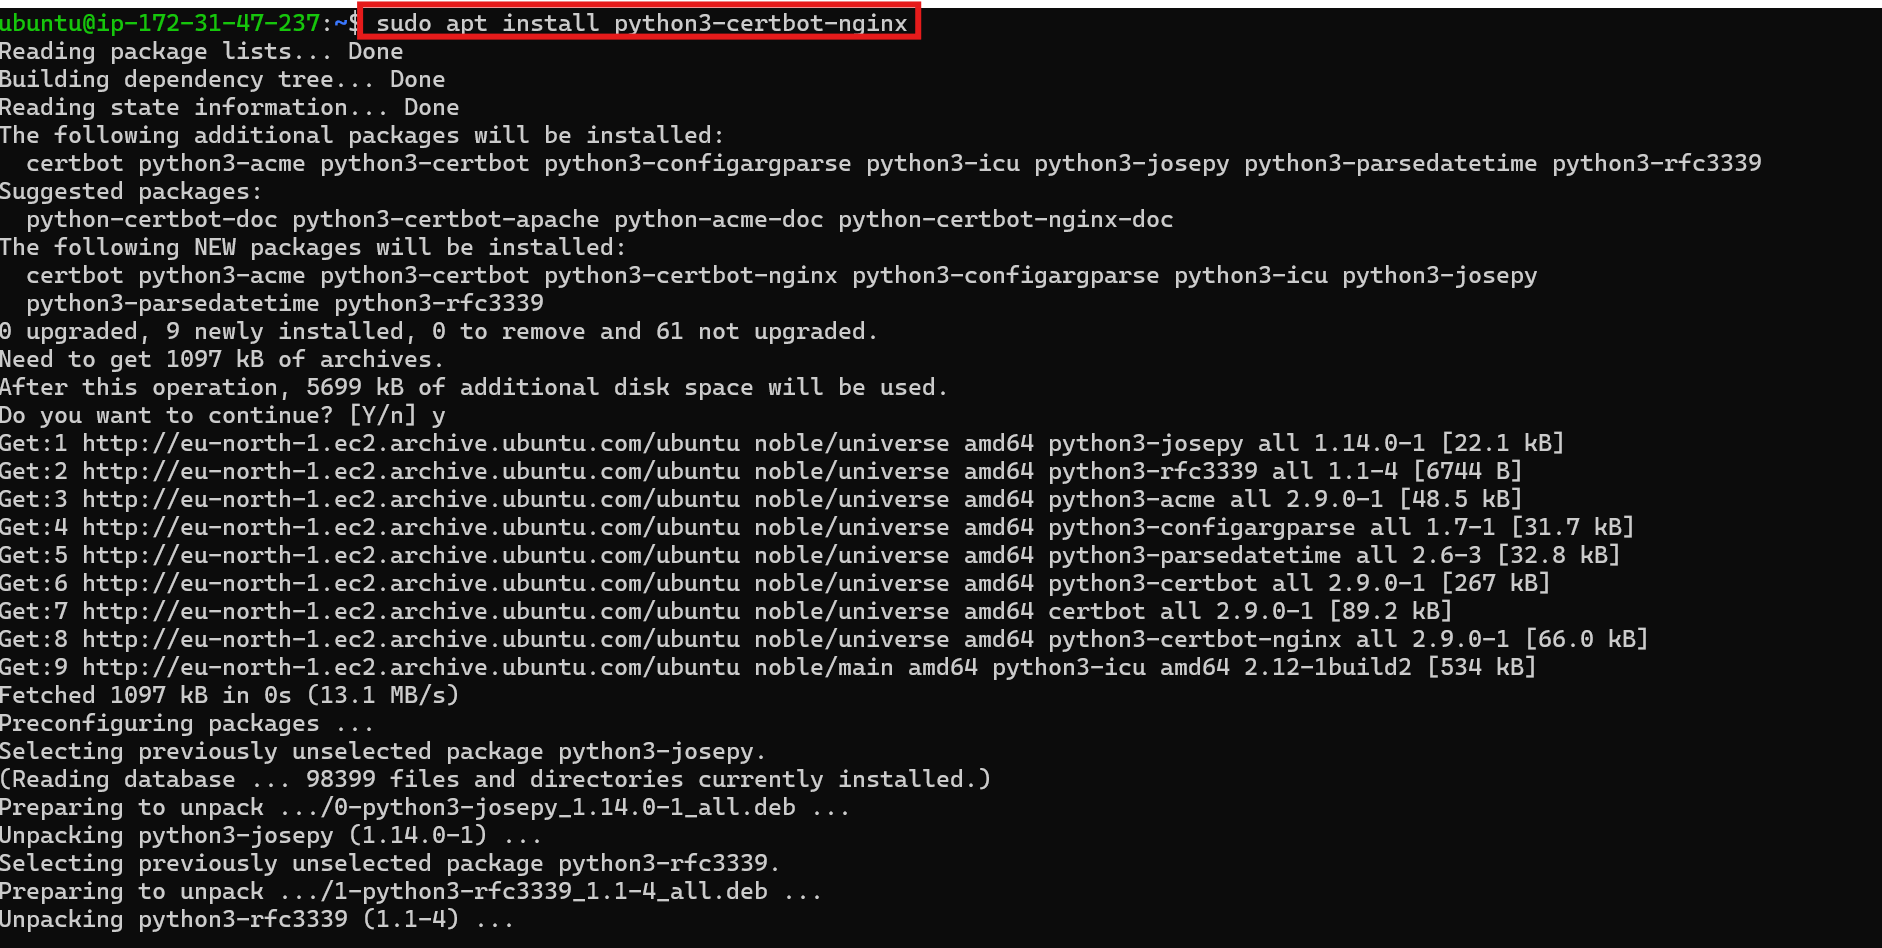 ubuntu@ip-172-31-47-237:~$ sudo apt install python3-certbot-nginx
Reading package lists... Done
Building dependency tree... Done
Reading state information... Done
The following additional packages will be installed:
  certbot python3-acme python3-certbot python3-configargparse python3-icu python3-josepy python3-parsedatetime python3-rfc3339
Suggested packages:
  python-certbot-doc python3-certbot-apache python-acme-doc python-certbot-nginx-doc
The following NEW packages will be installed:
  certbot python3-acme python3-certbot python3-certbot-nginx python3-configargparse python3-icu python3-josepy
  python3-parsedatetime python3-rfc3339
0 upgraded, 9 newly installed, 0 to remove and 61 not upgraded.
Need to get 1097 kB of archives.
After this operation, 5699 kB of additional disk space will be used.
Do you want to continue? [Y/n] y
Get:1 http://eu-north-1.ec2.archive.ubuntu.com/ubuntu noble/universe amd64 python3-josepy all 1.14.0-1 [22.1 kB]
Get:2 http://eu-north-1.ec2.archive.ubuntu.com/ubuntu noble/universe amd64 python3-rfc3339 all 1.1-4 [6744 B]
Get:3 http://eu-north-1.ec2.archive.ubuntu.com/ubuntu noble/universe amd64 python3-acme all 2.9.0-1 [48.5 kB]
Get:4 http://eu-north-1.ec2.archive.ubuntu.com/ubuntu noble/universe amd64 python3-configargparse all 1.7-1 [31.7 kB]
Get:5 http://eu-north-1.ec2.archive.ubuntu.com/ubuntu noble/universe amd64 python3-parsedatetime all 2.6-3 [32.8 kB]
Get:6 http://eu-north-1.ec2.archive.ubuntu.com/ubuntu noble/universe amd64 python3-certbot all 2.9.0-1 [267 kB]
Get:7 http://eu-north-1.ec2.archive.ubuntu.com/ubuntu noble/universe amd64 certbot all 2.9.0-1 [89.2 kB]
Get:8 http://eu-north-1.ec2.archive.ubuntu.com/ubuntu noble/universe amd64 python3-certbot-nginx all 2.9.0-1 [66.0 kB]
Get:9 http://eu-north-1.ec2.archive.ubuntu.com/ubuntu noble/main amd64 python3-icu amd64 2.12-1build2 [534 kB]
Fetched 1097 kB in 0s (13.1 MB/s)
Preconfiguring packages ...
Selecting previously unselected package python3-josepy.
(Reading database ... 98399 files and directories currently installed.)
Preparing to unpack .../0-python3-josepy_1.14.0-1_all.deb ...
Unpacking python3-josepy (1.14.0-1) ...
Selecting previously unselected package python3-rfc3339.
Preparing to unpack .../1-python3-rfc3339_1.1-4_all.deb ...
Unpacking python3-rfc3339 (1.1-4) ...